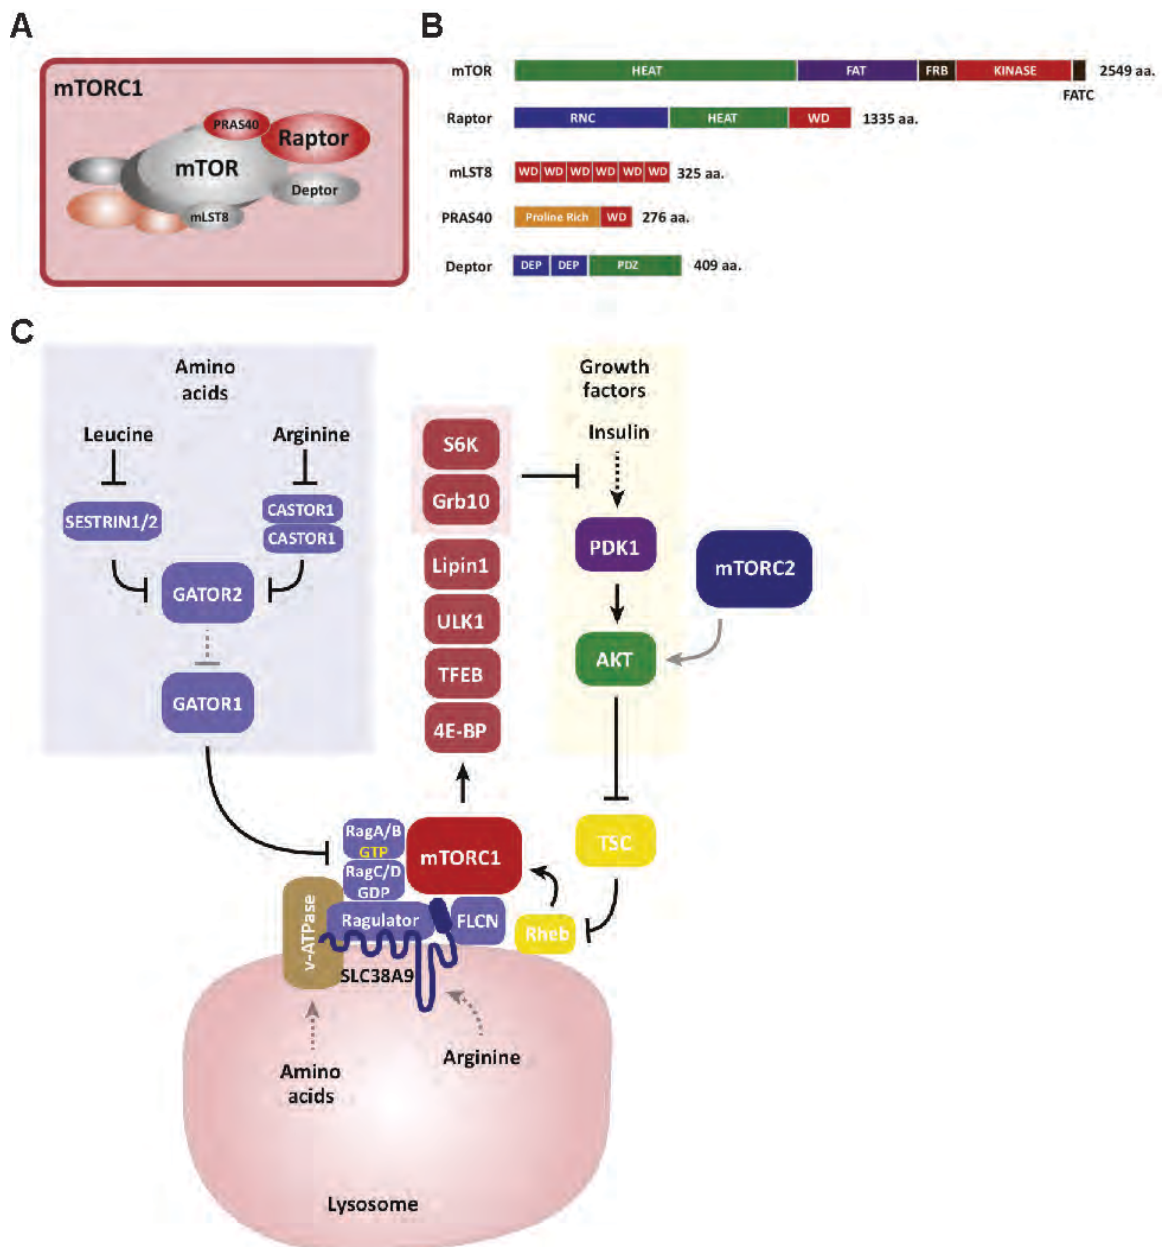 A
mTORC1
PRAS40
Raptor
mTOR
Deptor
mLST8
B
mTOR HEAT FAT FRB KINASE 2549 aa.
FATC
Raptor RNC HEAT WD 1335 aa.
mLST8 WD WD WD WD WD WD 325 aa.
PRAS40 Proline Rich WD 276 aa.
Deptor DEP DEP PDZ 409 aa.
C
Amino
acids
Leucine
Arginine
SESTRIN1/2
CASTOR1
CASTOR1
GATOR2
GATOR1
S6K
Grb10
Lipin1
ULK1
TFEB
4E-BP
Growth
factors
Insulin
PDK1
mTORC2
AKT
TSC
RagA/B
GTP
RagC/D
GDP
mTORC1
v-ATPase
Ragulator
FLCN
Rheb
SLC38A9
Amino
acids
Arginine
Lysosome